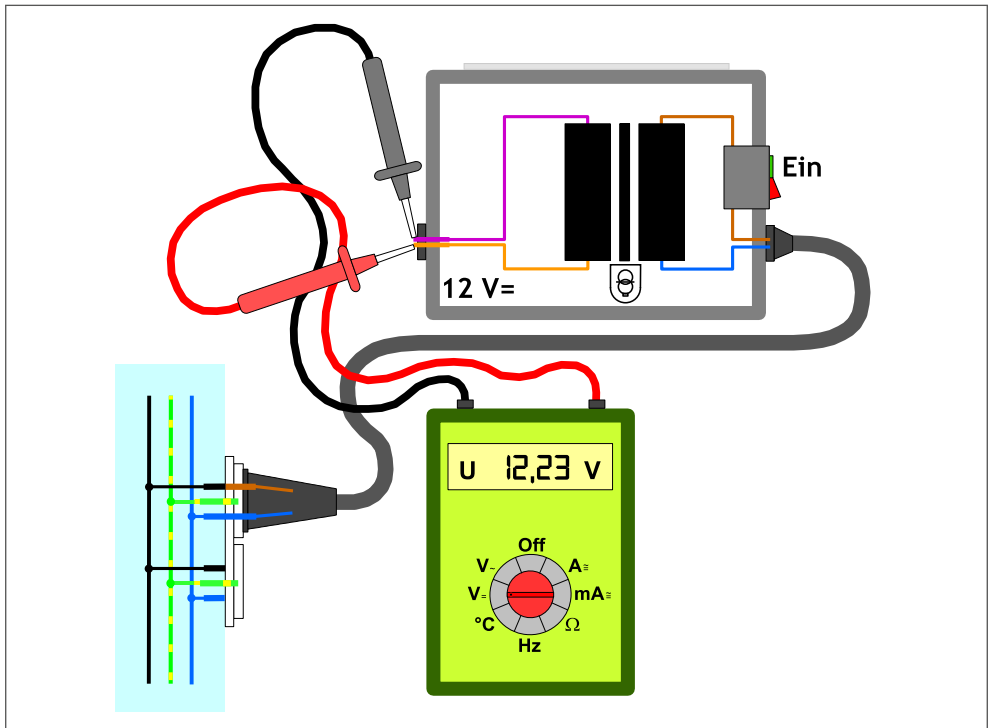 Ein
12 V=
U 12,23 V
Off
V~ A≅
V= mA≅
°C Ω
Hz